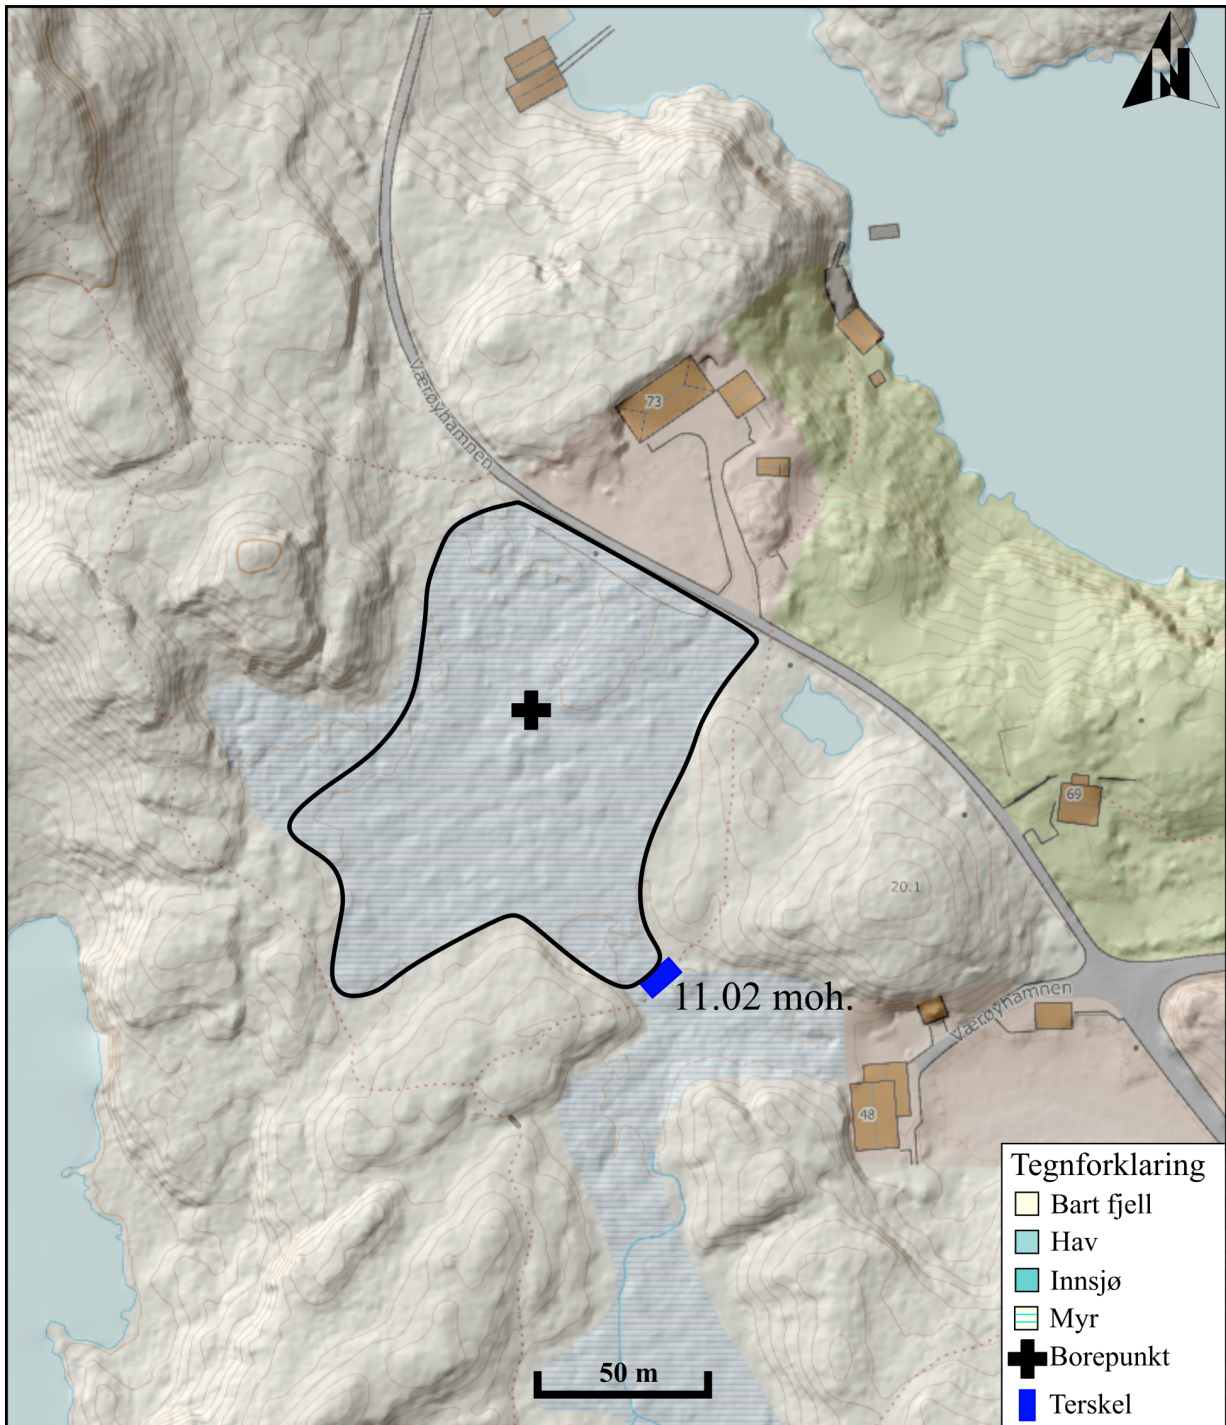 N
Værøyhamnen
73
69
20.1
11.02 moh.
Værøyhamnen
48
50 m
Tegnforklaring
Bart fjell
Hav
Innsjø
Myr
Borepunkt
Terskel